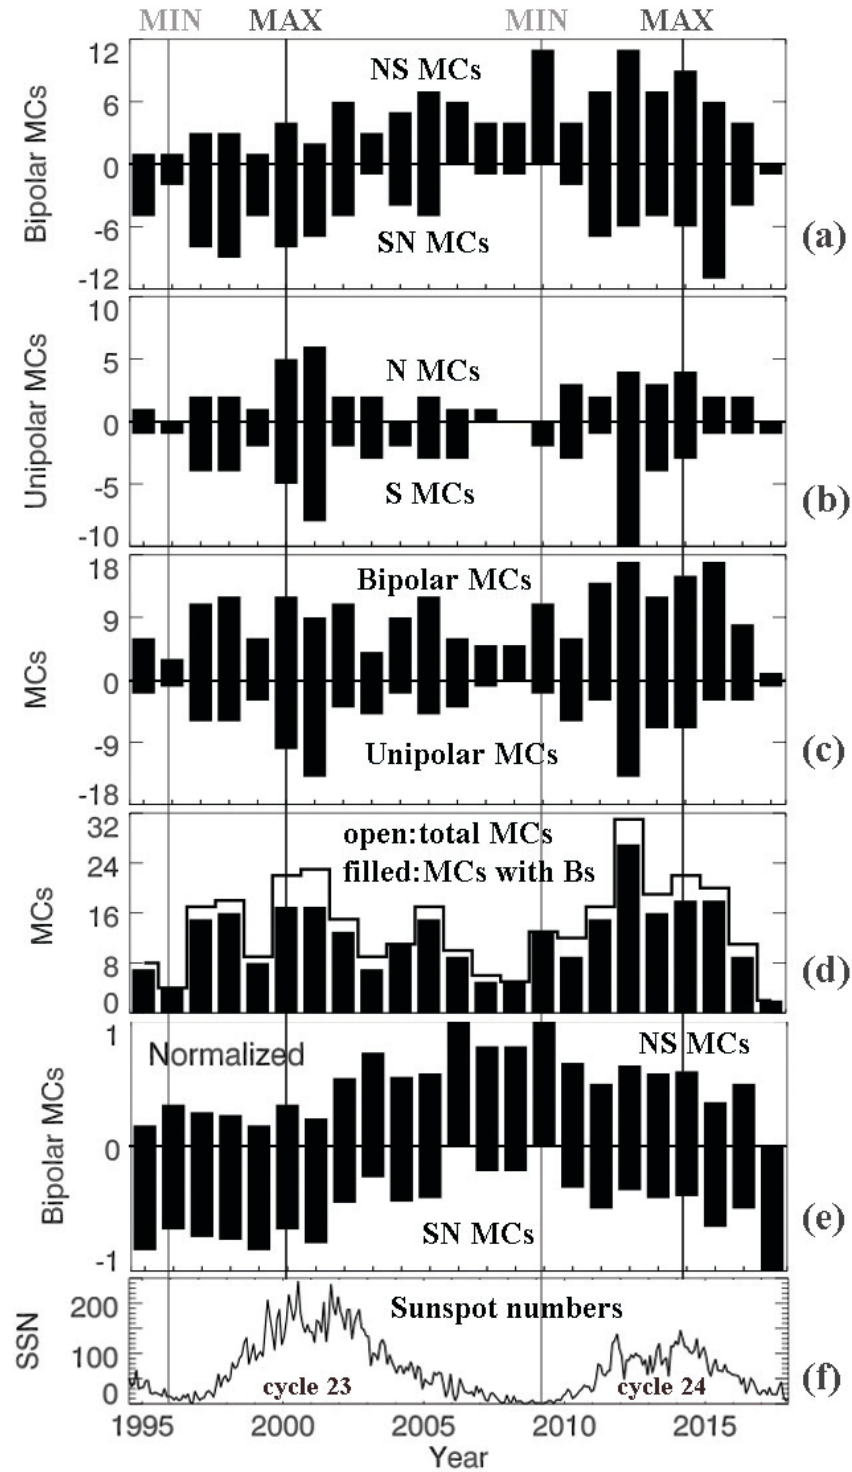 MIN MAX MIN MAX
12
NS MCs
6
Bipolar MCs
0
-6
SN MCs
(a)
-12
10
5
N MCs
Unipolar MCs
0
-5
S MCs
(b)
-10
18
Bipolar MCs
9
MCs
0
-9
Unipolar MCs
(c)
-18
32
open:total MCs
24
filled:MCs with Bs
MCs
16
8
(d)
0
1
Normalized
NS MCs
Bipolar MCs
0
SN MCs
(e)
-1
200
Sunspot numbers
SSN
100
0
cycle 23
cycle 24
(f)
1995 2000 2005 2010 2015
Year